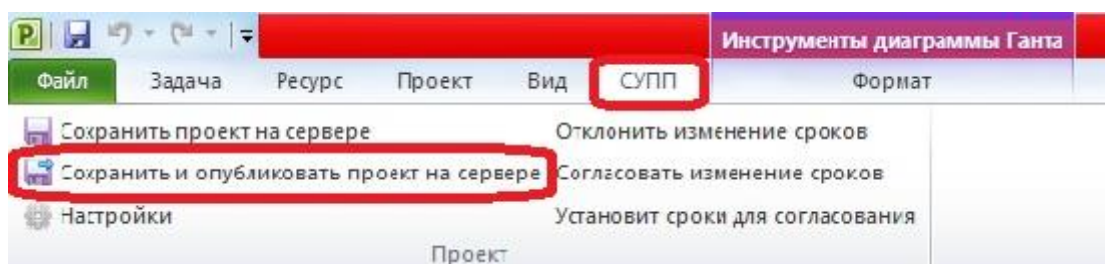 Инструменты диаграммы Ганта
Файл Задача Ресурс Проект Вид СУПП Формат
Сохранить проект на сервере Отклонить изменение сроков
Сохранить и опубликовать проект на сервере Согласовать изменение сроков
Настройки Установит сроки для согласования
Проект